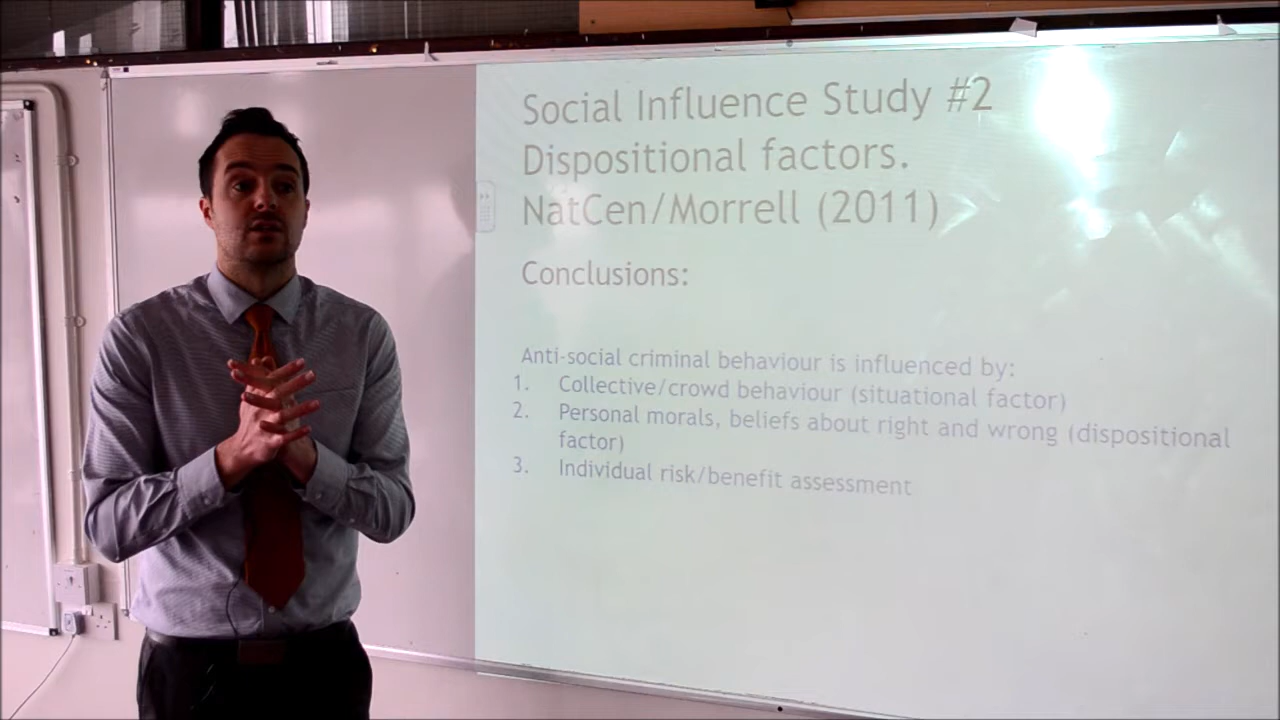 Social Influence Study #2
Dispositional factors.
NatCen/Morrell (2011)
Conclusions:
Anti-social criminal behaviour is influenced by:
1. Collective/crowd behaviour (situational factor)
2. Personal morals, beliefs about right and wrong (dispositional
factor)
3. Individual risk/benefit assessment